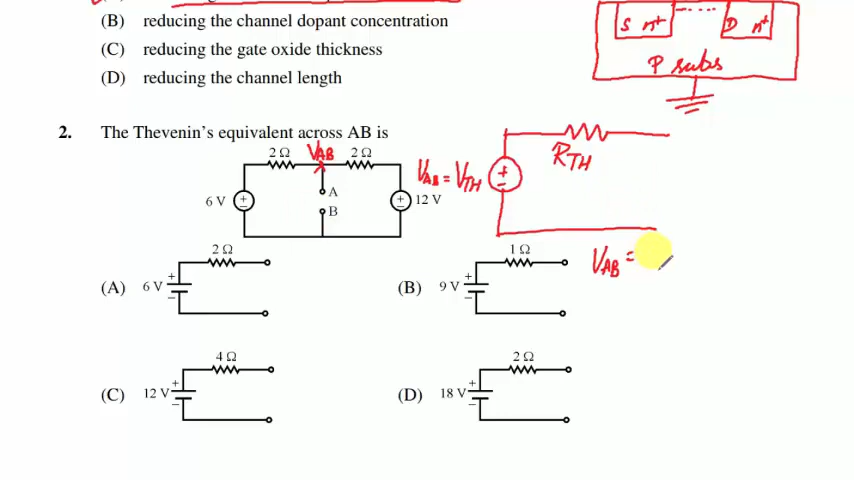 (B) reducing the channel dopant concentration
(C) reducing the gate oxide thickness
(D) reducing the channel length
S n+ D n+
P subs
2. The Thevenin's equivalent across AB is
2 Ω VAB 2 Ω
6 V + − A B + − 12 V
VAB = VTH + −
RTH
VAB =
(A) 6 V + − 2 Ω
(B) 9 V + − 1 Ω
(C) 12 V + − 4 Ω
(D) 18 V + − 2 Ω